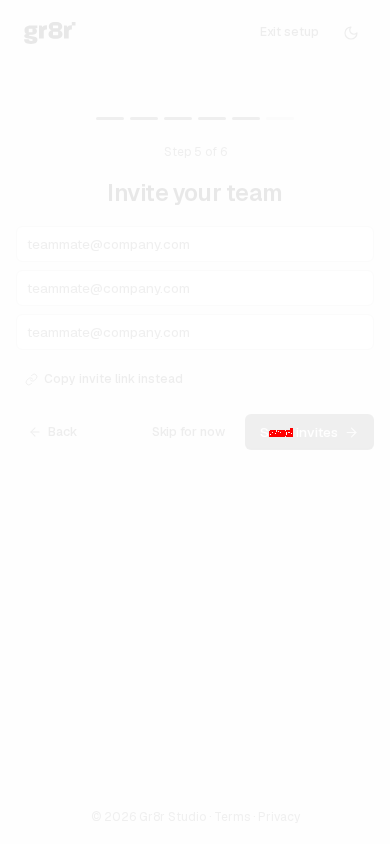 gr8r
Exit setup
Step 5 of 6
Invite your team
teammate@company.com
teammate@company.com
teammate@company.com
Copy invite link instead
Back
Skip for now
invites
© 2026 Gr8r Studio · Terms · Privacy